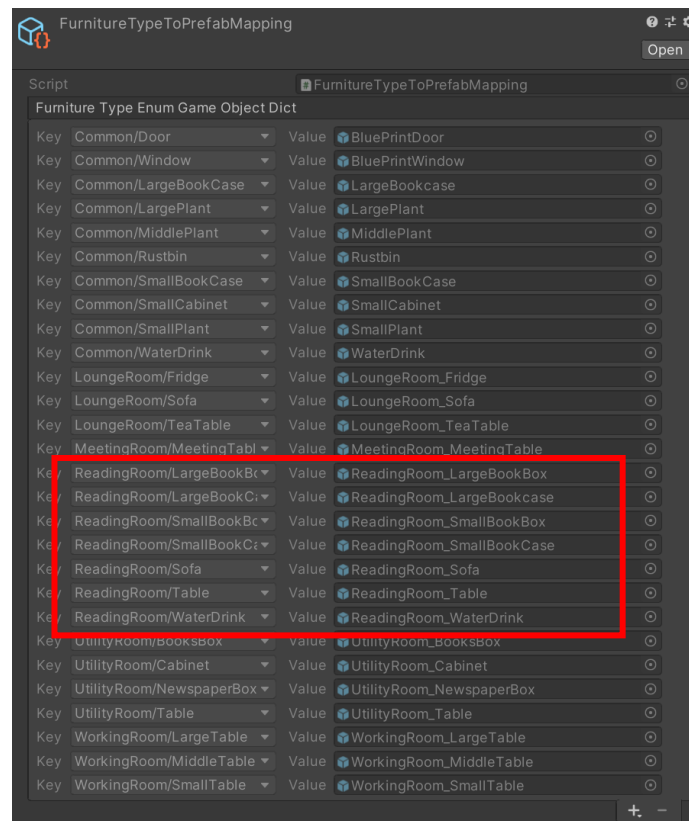 FurnitureTypeToPrefabMapping
Open
Script FurnitureTypeToPrefabMapping
Furniture Type Enum Game Object Dict
Key Common/Door Value BluePrintDoor
Key Common/Window Value BluePrintWindow
Key Common/LargeBookCase Value LargeBookcase
Key Common/LargePlant Value LargePlant
Key Common/MiddlePlant Value MiddlePlant
Key Common/Rustbin Value Rustbin
Key Common/SmallBookCase Value SmallBookCase
Key Common/SmallCabinet Value SmallCabinet
Key Common/SmallPlant Value SmallPlant
Key Common/WaterDrink Value WaterDrink
Key LoungeRoom/Fridge Value LoungeRoom_Fridge
Key LoungeRoom/Sofa Value LoungeRoom_Sofa
Key LoungeRoom/TeaTable Value LoungeRoom_TeaTable
Key MeetingRoom/MeetingTabl Value MeetingRoom_MeetingTable
Key ReadingRoom/LargeBookBo Value ReadingRoom_LargeBookBox
Key ReadingRoom/LargeBookCa Value ReadingRoom_LargeBookcase
Key ReadingRoom/SmallBookBo Value ReadingRoom_SmallBookBox
Key ReadingRoom/SmallBookCa Value ReadingRoom_SmallBookCase
Key ReadingRoom/Sofa Value ReadingRoom_Sofa
Key ReadingRoom/Table Value ReadingRoom_Table
Key ReadingRoom/WaterDrink Value ReadingRoom_WaterDrink
Key UtilityRoom/BooksBox Value UtilityRoom_BooksBox
Key UtilityRoom/Cabinet Value UtilityRoom_Cabinet
Key UtilityRoom/NewspaperBox Value UtilityRoom_NewspaperBox
Key UtilityRoom/Table Value UtilityRoom_Table
Key WorkingRoom/LargeTable Value WorkingRoom_LargeTable
Key WorkingRoom/MiddleTable Value WorkingRoom_MiddleTable
Key WorkingRoom/SmallTable Value WorkingRoom_SmallTable